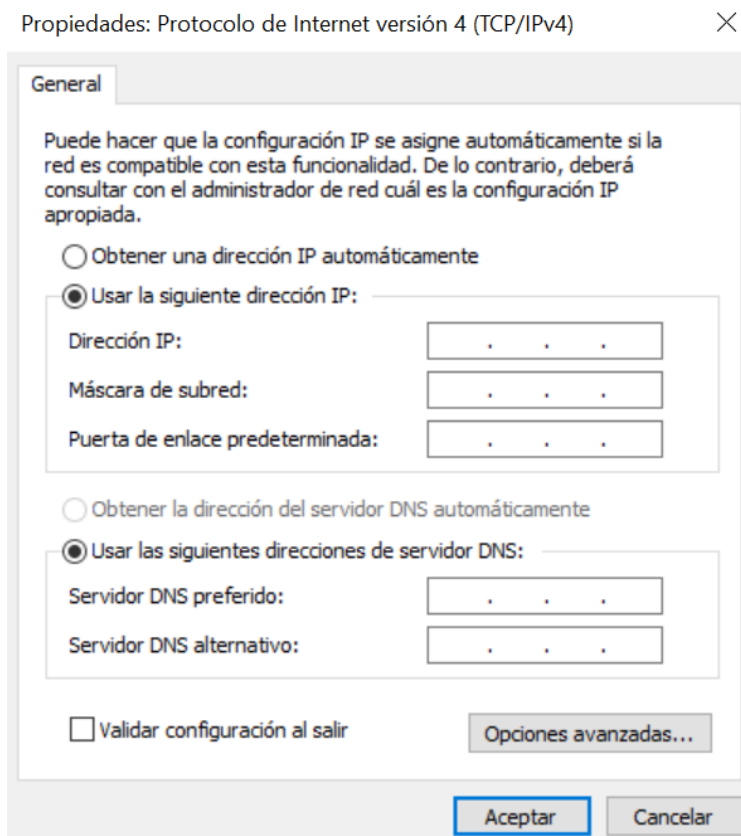 Propiedades: Protocolo de Internet versión 4 (TCP/IPv4)
General
Puede hacer que la configuración IP se asigne automáticamente si la
red es compatible con esta funcionalidad. De lo contrario, deberá
consultar con el administrador de red cuál es la configuración IP
apropiada.
Obtener una dirección IP automáticamente
Usar la siguiente dirección IP:
Dirección IP:
Máscara de subred:
Puerta de enlace predeterminada:
Obtener la dirección del servidor DNS automáticamente
Usar las siguientes direcciones de servidor DNS:
Servidor DNS preferido:
Servidor DNS alternativo:
Validar configuración al salir
Opciones avanzadas...
Aceptar
Cancelar